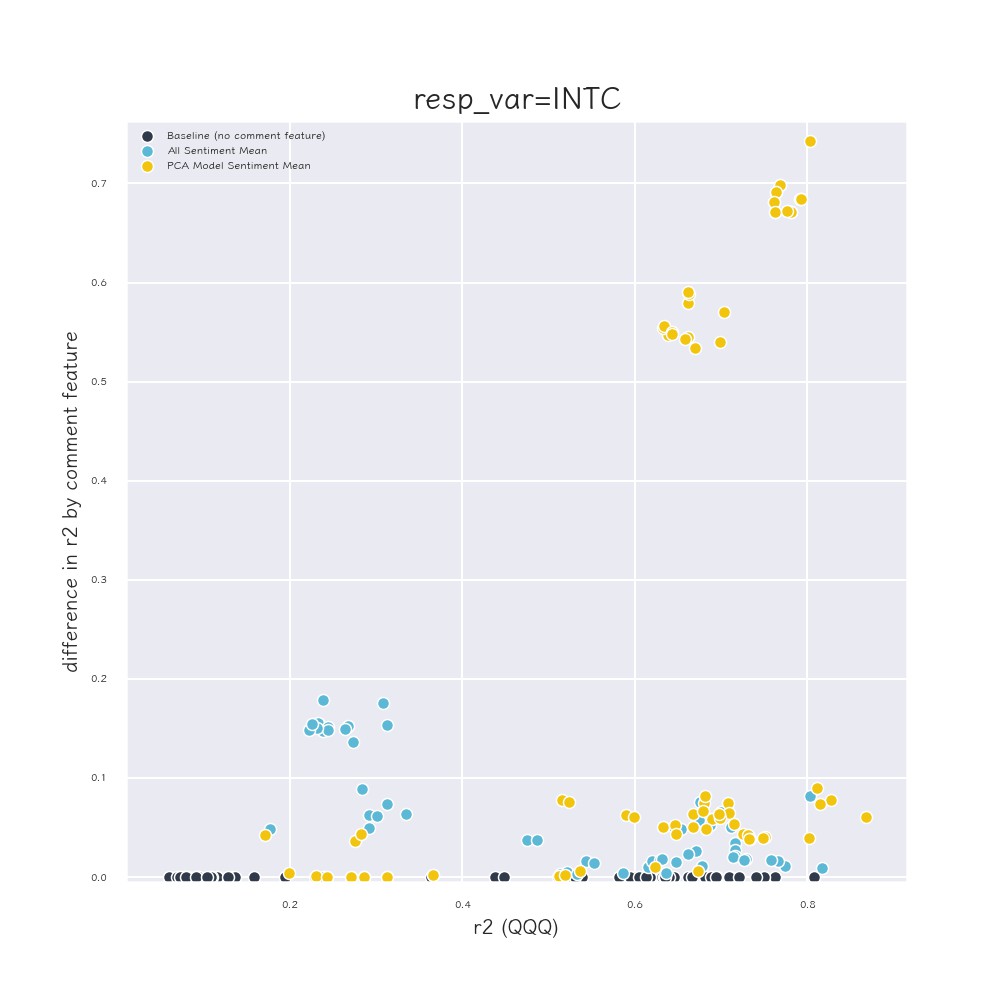 resp_var=INTC
Baseline (no comment feature)
All Sentiment Mean
PCA Model Sentiment Mean
difference in r2 by comment feature
0.7
0.6
0.5
0.4
0.3
0.2
0.1
0.0
0.2 0.4 0.6 0.8
r2 (QQQ)